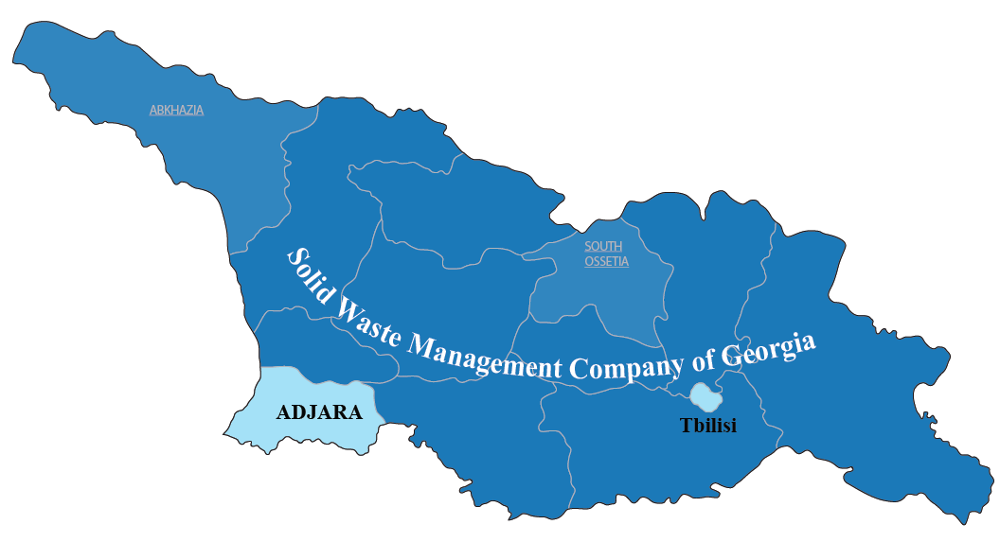 ABKHAZIA
SOUTH
OSSETIA
Solid Waste Management Company of Georgia
ADJARA
Tbilisi